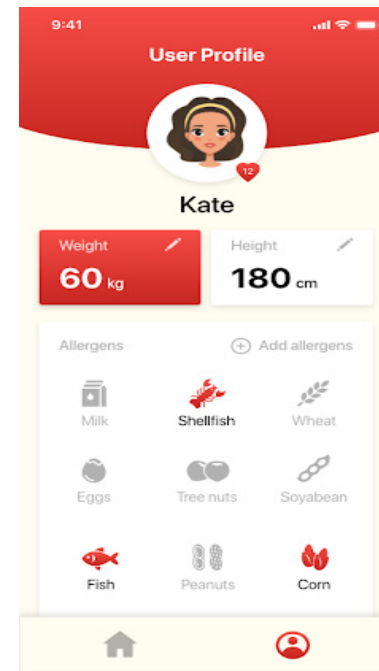 9:41
User Profile
12
Kate
Weight
Height
60 kg
180 cm
Allergens
Add allergens
Milk
Shellfish
Wheat
Eggs
Tree nuts
Soyabean
Fish
Peanuts
Corn